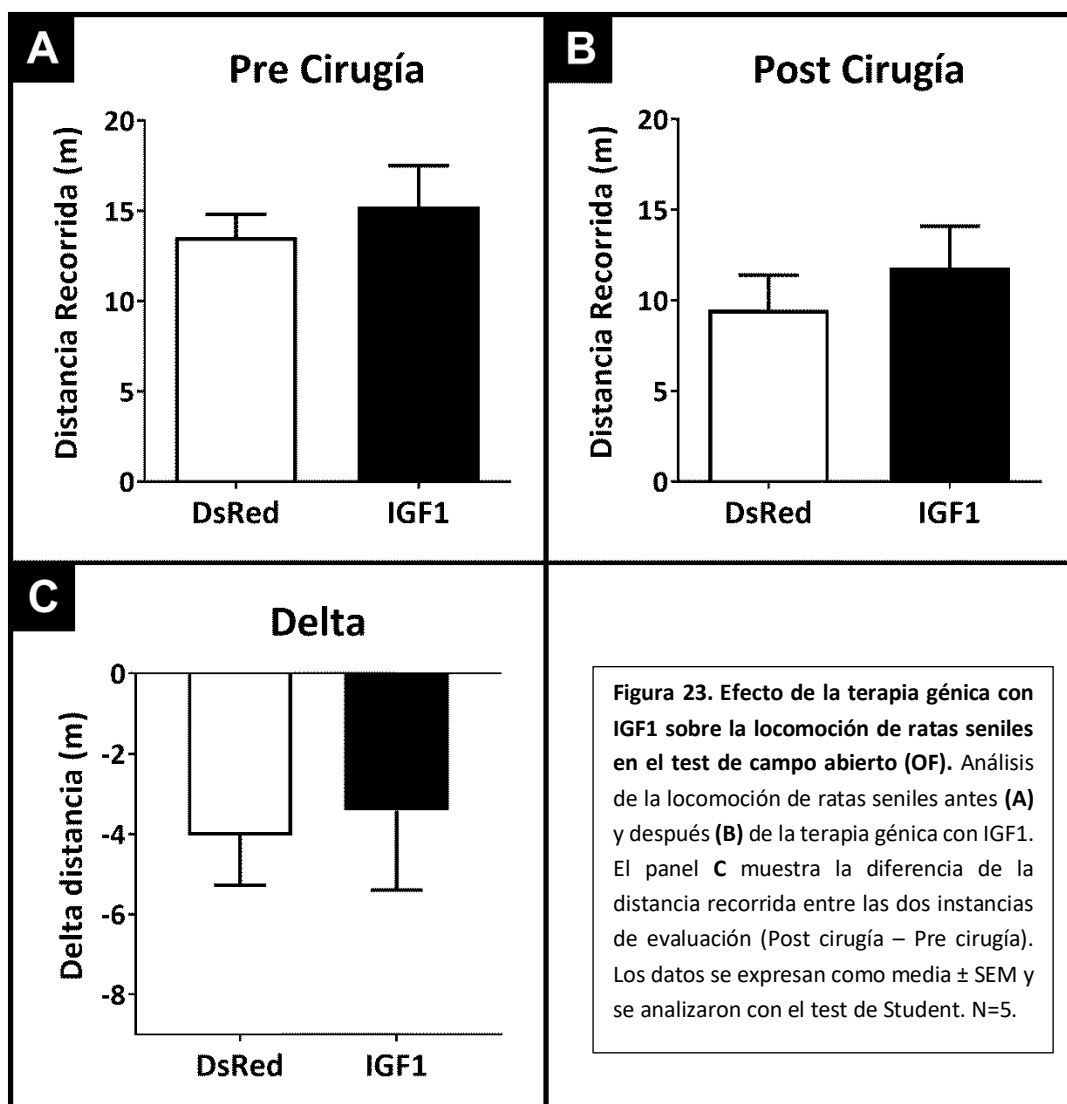 A
Pre Cirugía
Distancia Recorrida (m)
20
15
10
5
0
DsRed IGF1
B
Post Cirugía
Distancia Recorrida (m)
20
15
10
5
0
DsRed IGF1
C
Delta
Delta distancia (m)
0
-2
-4
-6
-8
DsRed IGF1
Figura 23. Efecto de la terapia génica con
IGF1 sobre la locomoción de ratas seniles
en el test de campo abierto (OF). Análisis
de la locomoción de ratas seniles antes (A)
y después (B) de la terapia génica con IGF1.
El panel C muestra la diferencia de la
distancia recorrida entre las dos instancias
de evaluación (Post cirugía – Pre cirugía).
Los datos se expresan como media ± SEM y
se analizaron con el test de Student. N=5.